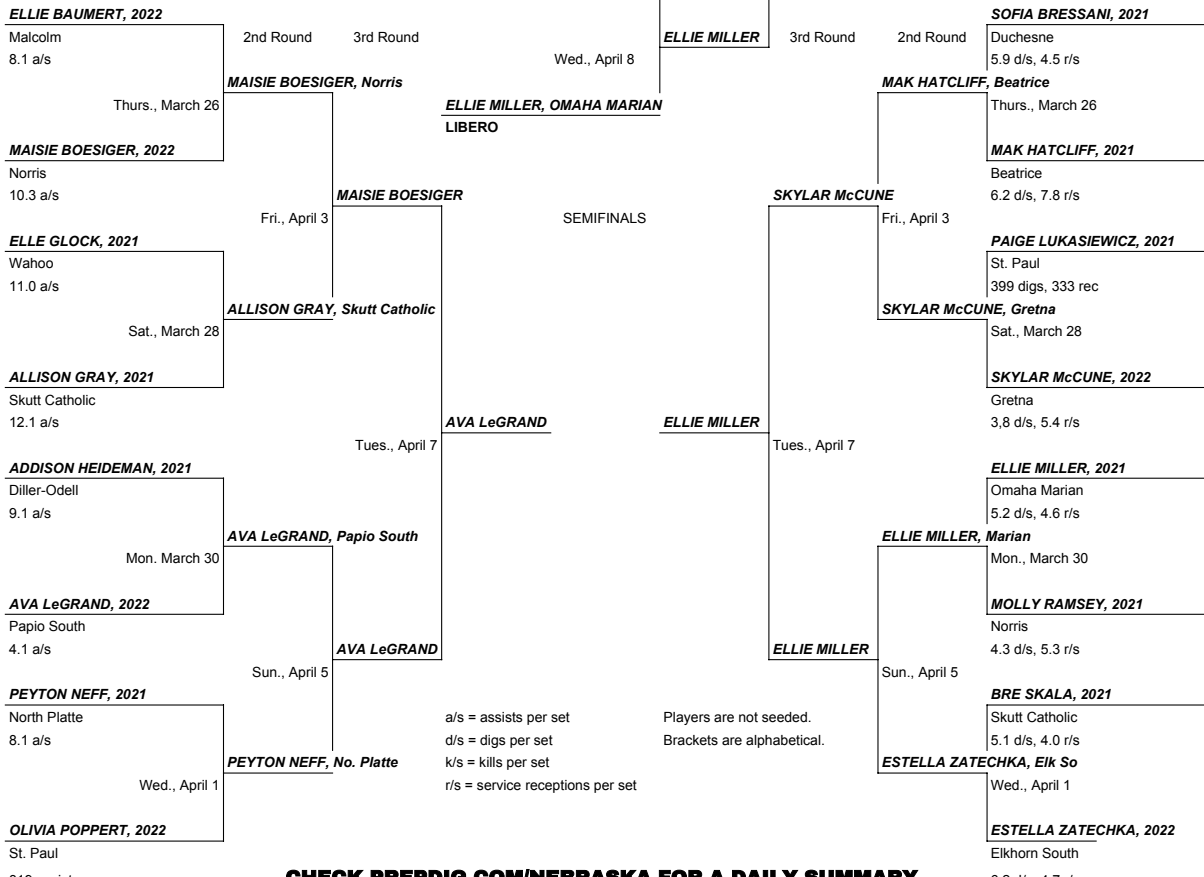 ELLIE BAUMERT, 2022
Malcolm
8.1 a/s
2nd Round
3rd Round
MAISIE BOESIGER, Norris
Thurs., March 26
MAISIE BOESIGER, 2022
Norris
10.3 a/s
MAISIE BOESIGER
Fri., April 3
ELLE GLOCK, 2021
Wahoo
11.0 a/s
ALLISON GRAY, Skutt Catholic
Sat., March 28
ALLISON GRAY, 2021
Skutt Catholic
12.1 a/s
AVA LeGRAND
Tues., April 7
ADDISON HEIDEMAN, 2021
Diller-Odell
9.1 a/s
AVA LeGRAND, Papio South
Mon. March 30
AVA LeGRAND, 2022
Papio South
4.1 a/s
AVA LeGRAND
Sun., April 5
PEYTON NEFF, 2021
North Platte
8.1 a/s
PEYTON NEFF, No. Platte
Wed., April 1
OLIVIA POPPERT, 2022
St. Paul
ELLIE MILLER
Wed., April 8
ELLIE MILLER, OMAHA MARIAN
LIBERO
SEMIFINALS
a/s = assists per set
d/s = digs per set
k/s = kills per set
r/s = service receptions per set
Players are not seeded.
Brackets are alphabetical.
3rd Round
2nd Round
SOFIA BRESSANI, 2021
Duchesne
5.9 d/s, 4.5 r/s
MAK HATCLIFF, Beatrice
Thurs., March 26
MAK HATCLIFF, 2021
Beatrice
6.2 d/s, 7.8 r/s
SKYLAR McCUNE
Fri., April 3
PAIGE LUKASIEWICZ, 2021
St. Paul
399 digs, 333 rec
SKYLAR McCUNE, Gretna
Sat., March 28
SKYLAR McCUNE, 2022
Gretna
3,8 d/s, 5.4 r/s
ELLIE MILLER
Tues., April 7
ELLIE MILLER, 2021
Omaha Marian
5.2 d/s, 4.6 r/s
ELLIE MILLER, Marian
Mon., March 30
MOLLY RAMSEY, 2021
Norris
4.3 d/s, 5.3 r/s
ELLIE MILLER
Sun., April 5
BRE SKALA, 2021
Skutt Catholic
5.1 d/s, 4.0 r/s
ESTELLA ZATECHKA, Elk So
Wed., April 1
ESTELLA ZATECHKA, 2022
Elkhorn South
CHECK PREPDIG.COM/NEBRASKA FOR A DAILY SUMMARY